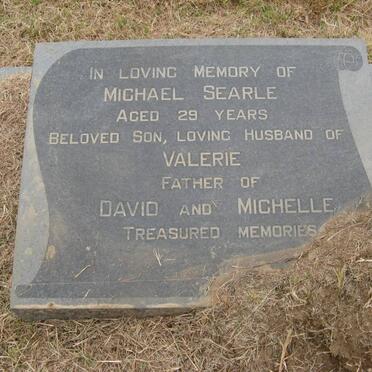 In Loving Memory of
Michael Searle
Aged 29 Years
Beloved Son, Loving Husband of
Valerie
Father of
David and Michelle
Treasured memories